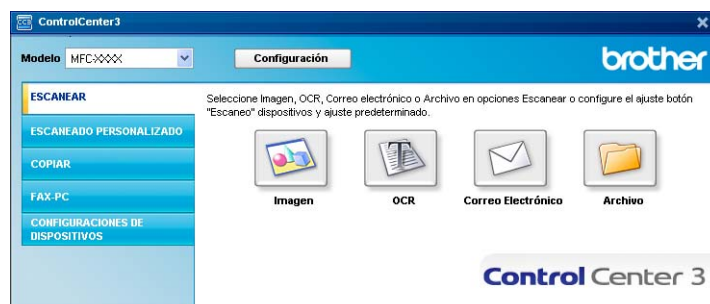 ControlCenter3
Modelo MFC-XXXX Configuración brother
ESCANEAR
Seleccione Imagen, OCR, Correo electrónico o Archivo en opciones Escanear o configure el ajuste botón
"Escaneo" dispositivos y ajuste predeterminado.
ESCANEADO PERSONALIZADO
COPIAR
FAX-PC
CONFIGURACIONES DE
DISPOSITIVOS
Imagen OCR Correo Electrónico Archivo
Control Center 3